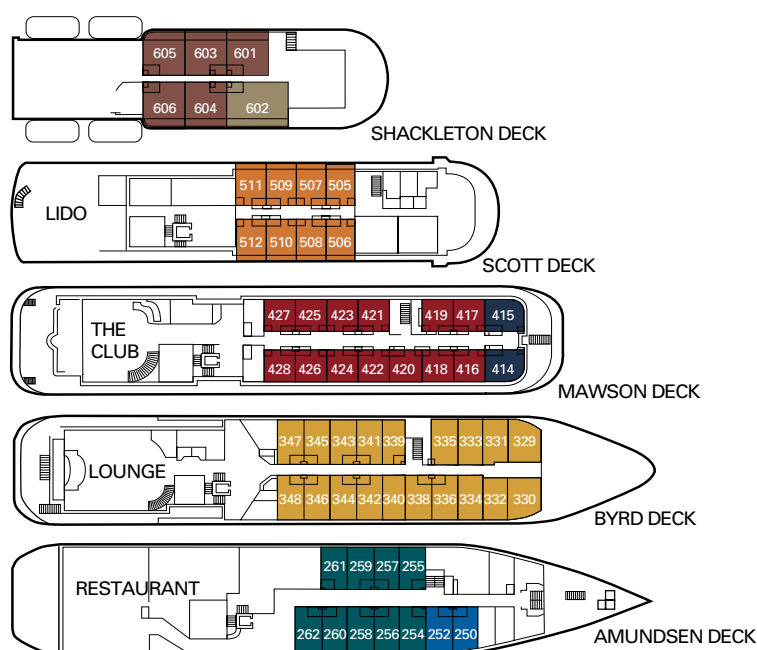 605 603 601
606 604 602
SHACKLETON DECK
511 509 507 505
LIDO
512 510 508 506
SCOTT DECK
427 425 423 421 419 417 415
THE
CLUB
428 426 424 422 420 418 416 414
MAWSON DECK
347 345 343 341 339 335 333 331 329
LOUNGE
348 346 344 342 340 338 336 334 332 330
BYRD DECK
261 259 257 255
RESTAURANT
262 260 258 256 254 252 250
AMUNDSEN DECK